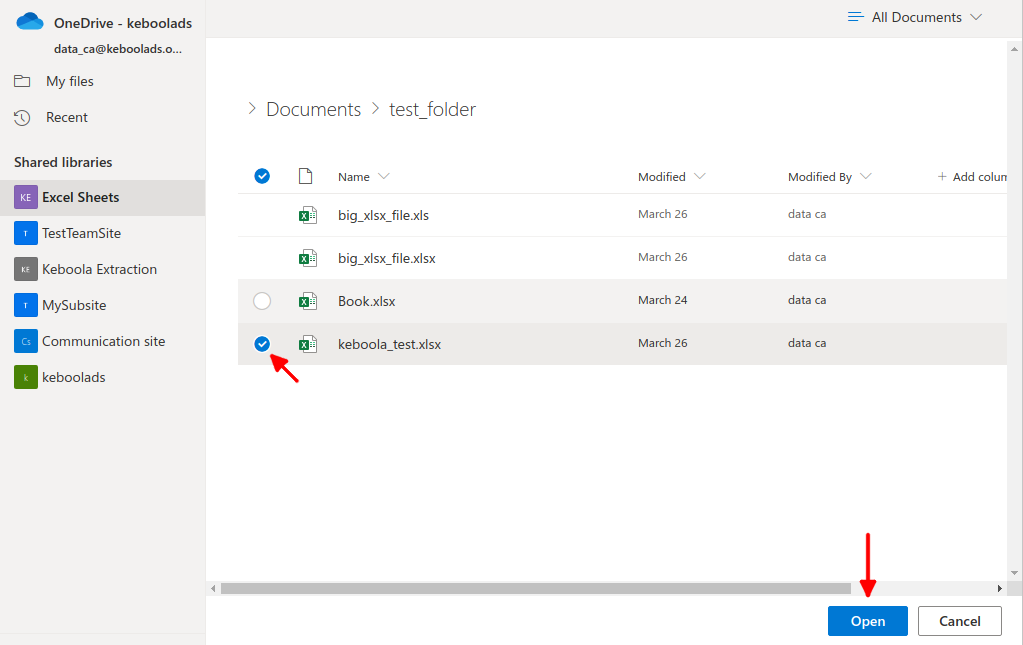 OneDrive - keboolads
data_ca@keboolads.o...
My files
Recent
Shared libraries
KE Excel Sheets
T TestTeamSite
KE Keboola Extraction
T MySubsite
Cs Communication site
k keboolads
All Documents
Documents > test_folder
Name Modified Modified By + Add colum
big_xlsx_file.xls March 26 data ca
big_xlsx_file.xlsx March 26 data ca
Book.xlsx March 24 data ca
keboola_test.xlsx March 26 data ca
Open Cancel